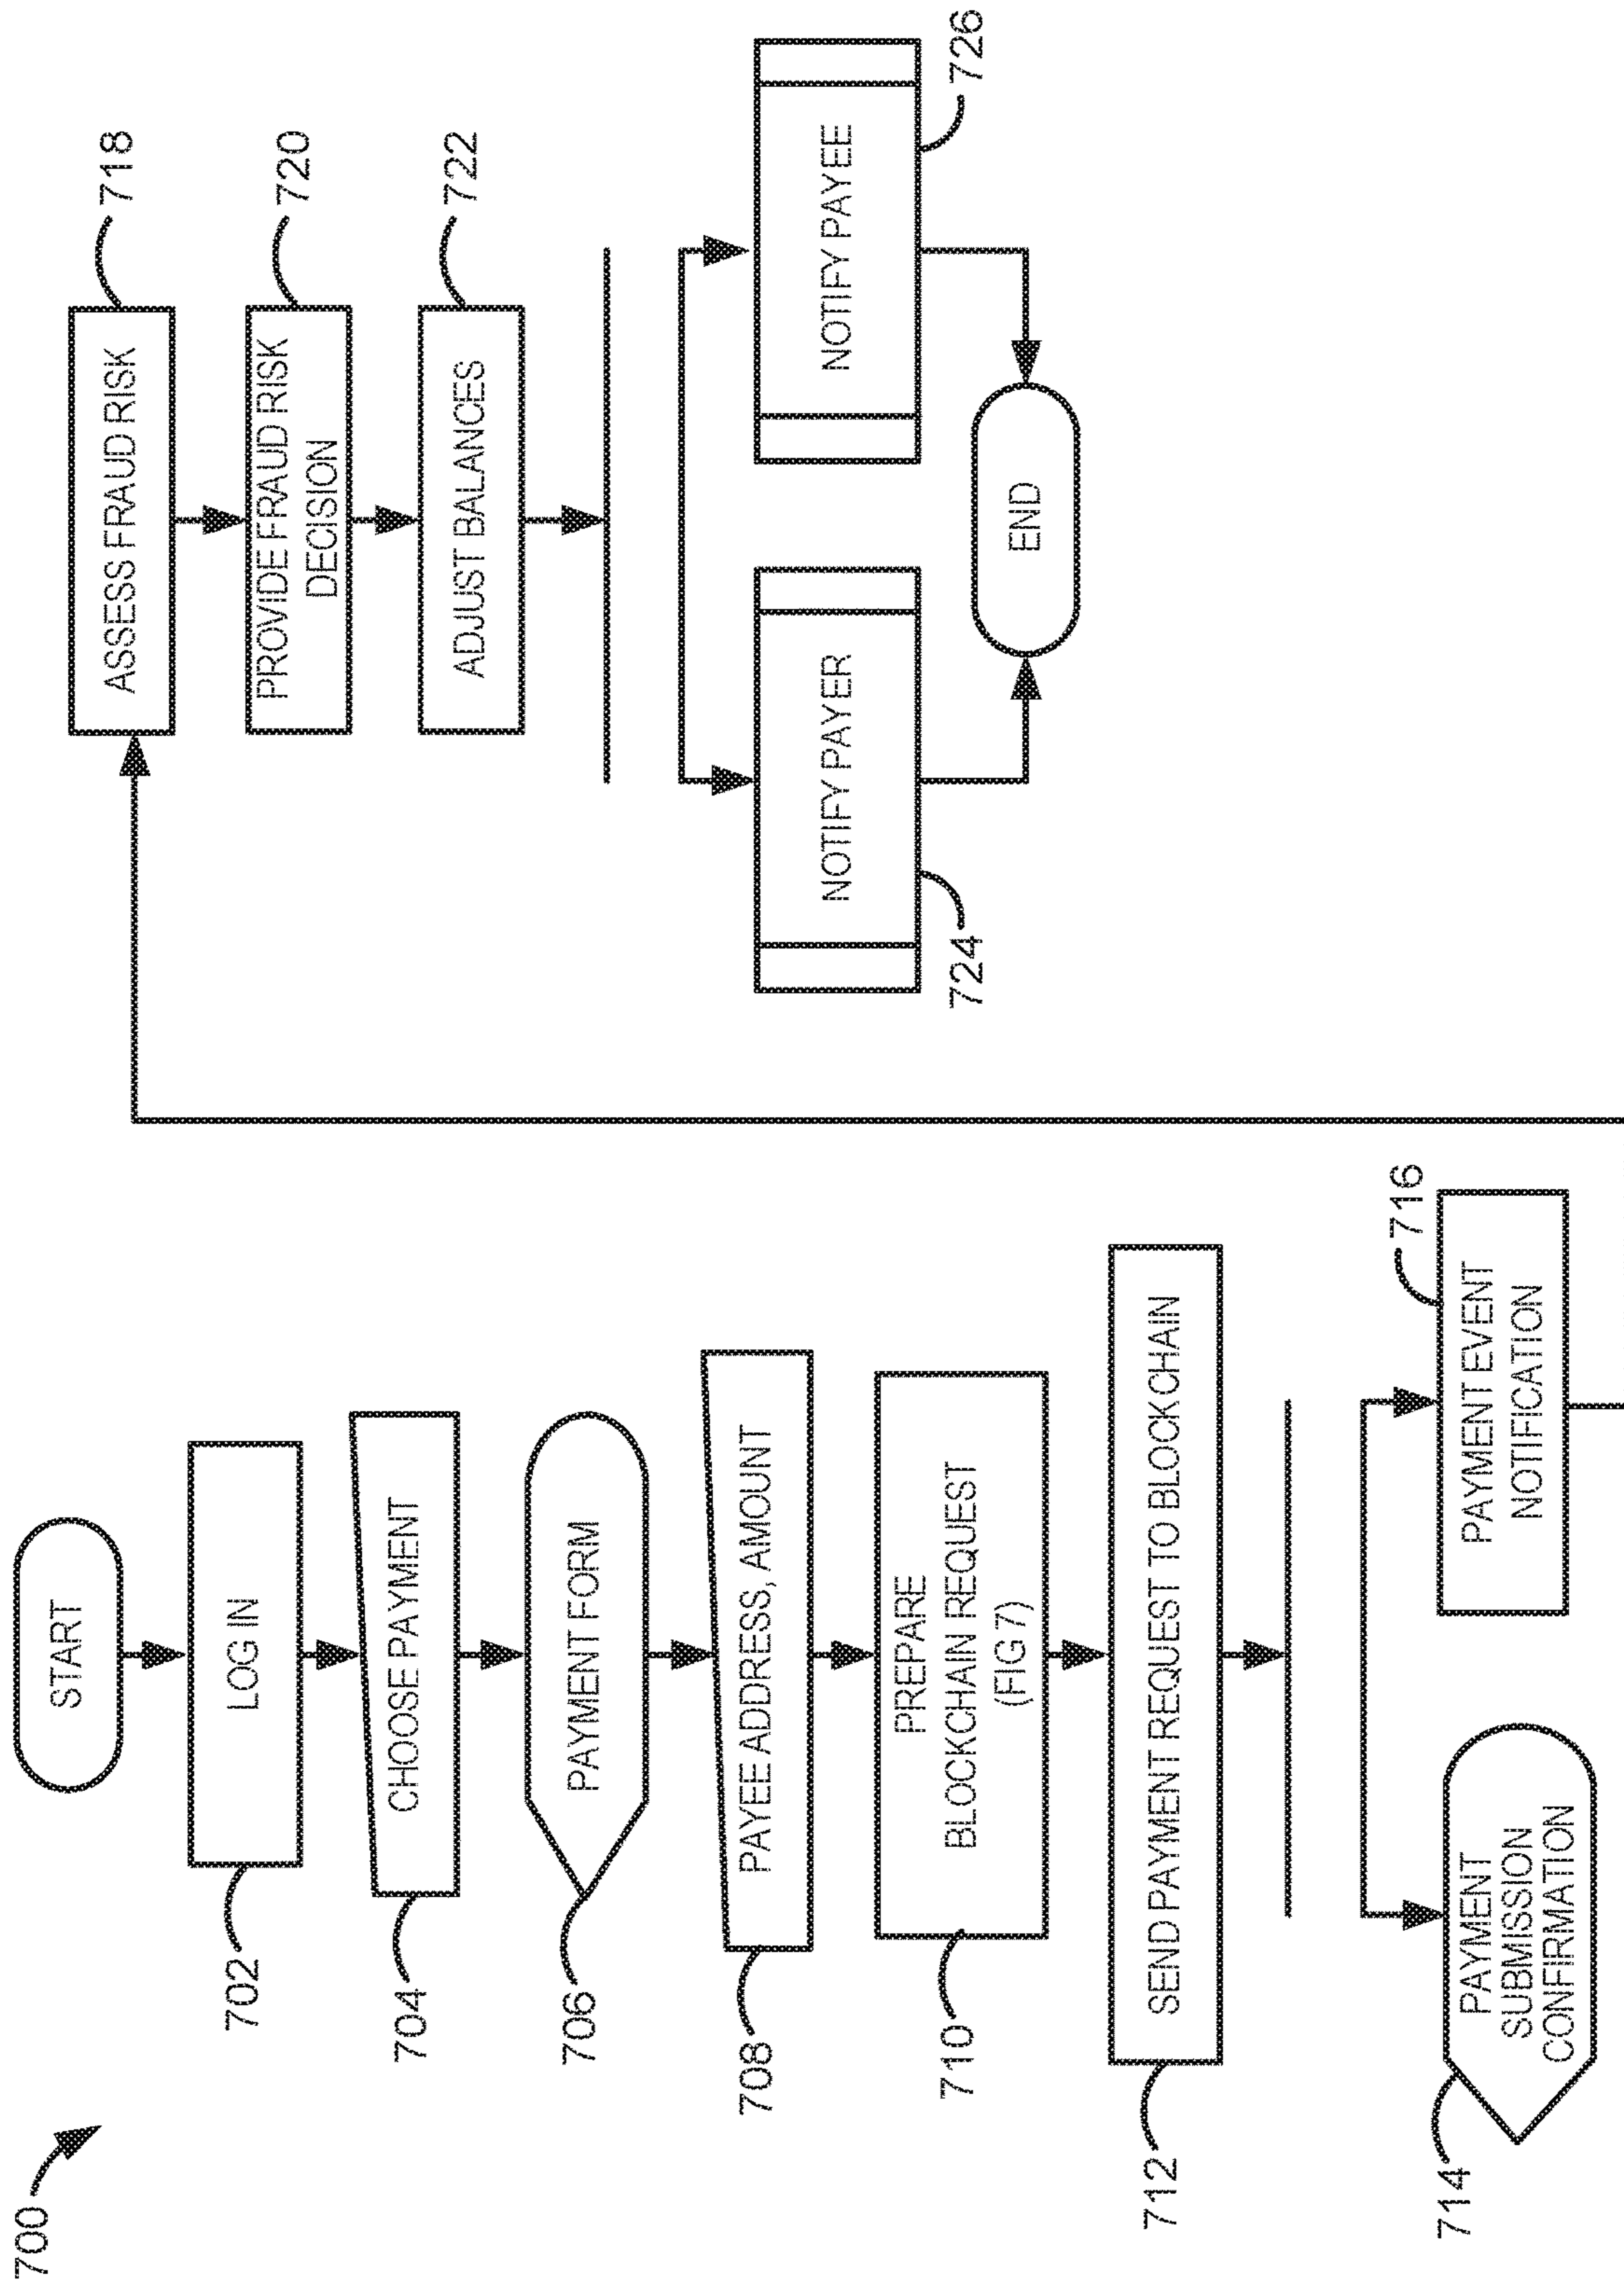 700
START
LOG IN
702
CHOOSE PAYMENT
704
PAYMENT FORM
706
PAYEE ADDRESS, AMOUNT
708
PREPARE
BLOCKCHAIN REQUEST
(FIG 7)
710
SEND PAYMENT REQUEST TO BLOCKCHAIN
712
PAYMENT
SUBMISSION
CONFIRMATION
714
PAYMENT EVENT
NOTIFICATION
716
ASSESS FRAUD RISK
718
PROVIDE FRAUD RISK
DECISION
720
ADJUST BALANCES
722
NOTIFY PAYER
724
NOTIFY PAYEE
726
END